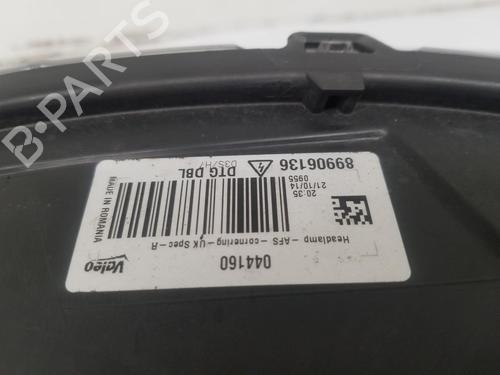 89906136
DTG DBL
D3S7H7
MADE IN ROMANIA
20:35
21/10/14
0955
Headlamp - AFS - cornering - UK Spec - R
044160
Valeo
B-PARTS